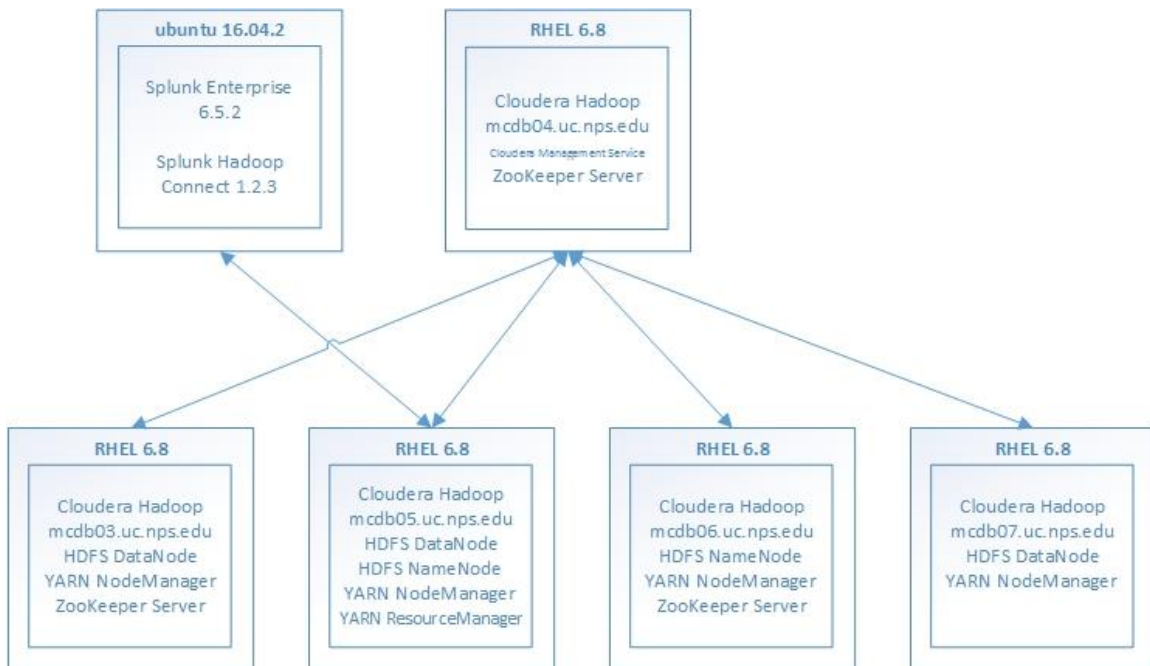 ubuntu 16.04.2
Splunk Enterprise
6.5.2
Splunk Hadoop
Connect 1.2.3
RHEL 6.8
Cloudera Hadoop
mcdb04.uc.nps.edu
Cloudera Management Service
ZooKeeper Server
RHEL 6.8
Cloudera Hadoop
mcdb03.uc.nps.edu
HDFS DataNode
YARN NodeManager
ZooKeeper Server
RHEL 6.8
Cloudera Hadoop
mcdb05.uc.nps.edu
HDFS DataNode
HDFS NameNode
YARN NodeManager
YARN ResourceManager
RHEL 6.8
Cloudera Hadoop
mcdb06.uc.nps.edu
HDFS NameNode
YARN NodeManager
ZooKeeper Server
RHEL 6.8
Cloudera Hadoop
mcdb07.uc.nps.edu
HDFS DataNode
YARN NodeManager